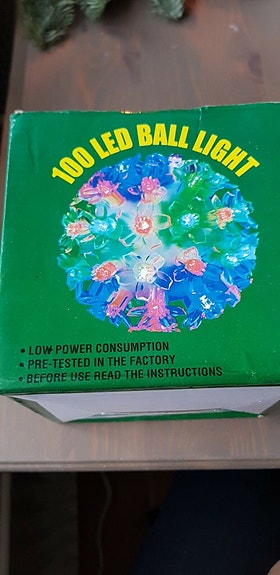 100 LED BALL LIGHT
• LOW POWER CONSUMPTION
• PRE-TESTED IN THE FACTORY
• BEFORE USE READ THE INSTRUCTIONS